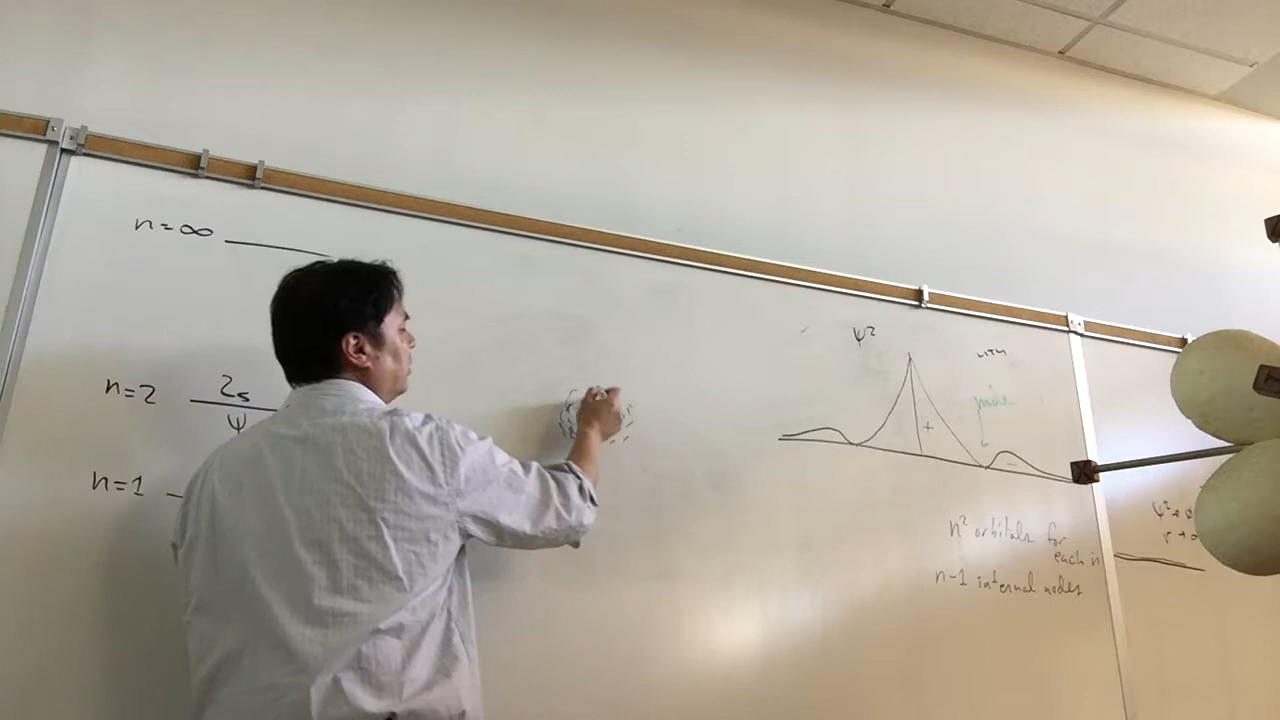 n=∞
n=2 2s
ψ
n=1
ψ²
+
−
n² orbitals for
each n
n-1 internal nodes